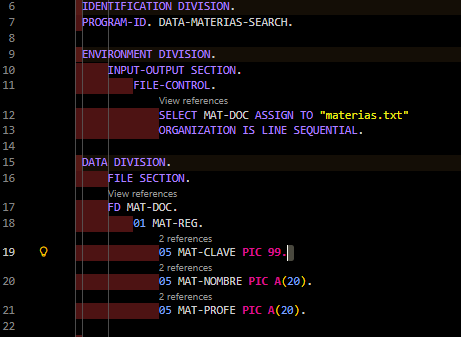 6 IDENTIFICATION DIVISION.
7 PROGRAM-ID. DATA-MATERIAS-SEARCH.
8
9 ENVIRONMENT DIVISION.
10 INPUT-OUTPUT SECTION.
11 FILE-CONTROL.
View references
12 SELECT MAT-DOC ASSIGN TO "materias.txt"
13 ORGANIZATION IS LINE SEQUENTIAL.
14
15 DATA DIVISION.
16 FILE SECTION.
View references
17 FD MAT-DOC.
18 01 MAT-REG.
2 references
19 05 MAT-CLAVE PIC 99.
2 references
20 05 MAT-NOMBRE PIC A(20).
2 references
21 05 MAT-PROFE PIC A(20).
22